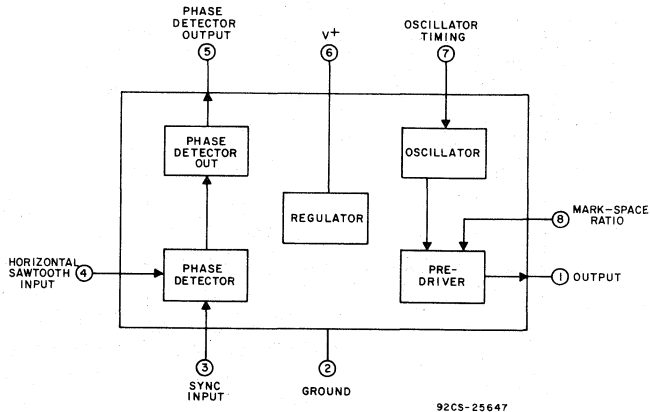 PHASE
DETECTOR
OUTPUT
5
V+
6
OSCILLATOR
TIMING
7
PHASE
DETECTOR
OUT
OSCILLATOR
REGULATOR
8
MARK-SPACE
RATIO
HORIZONTAL
SAWTOOTH
INPUT
4
PHASE
DETECTOR
PRE-
DRIVER
1
OUTPUT
3
SYNC
INPUT
2
GROUND
92CS-25647